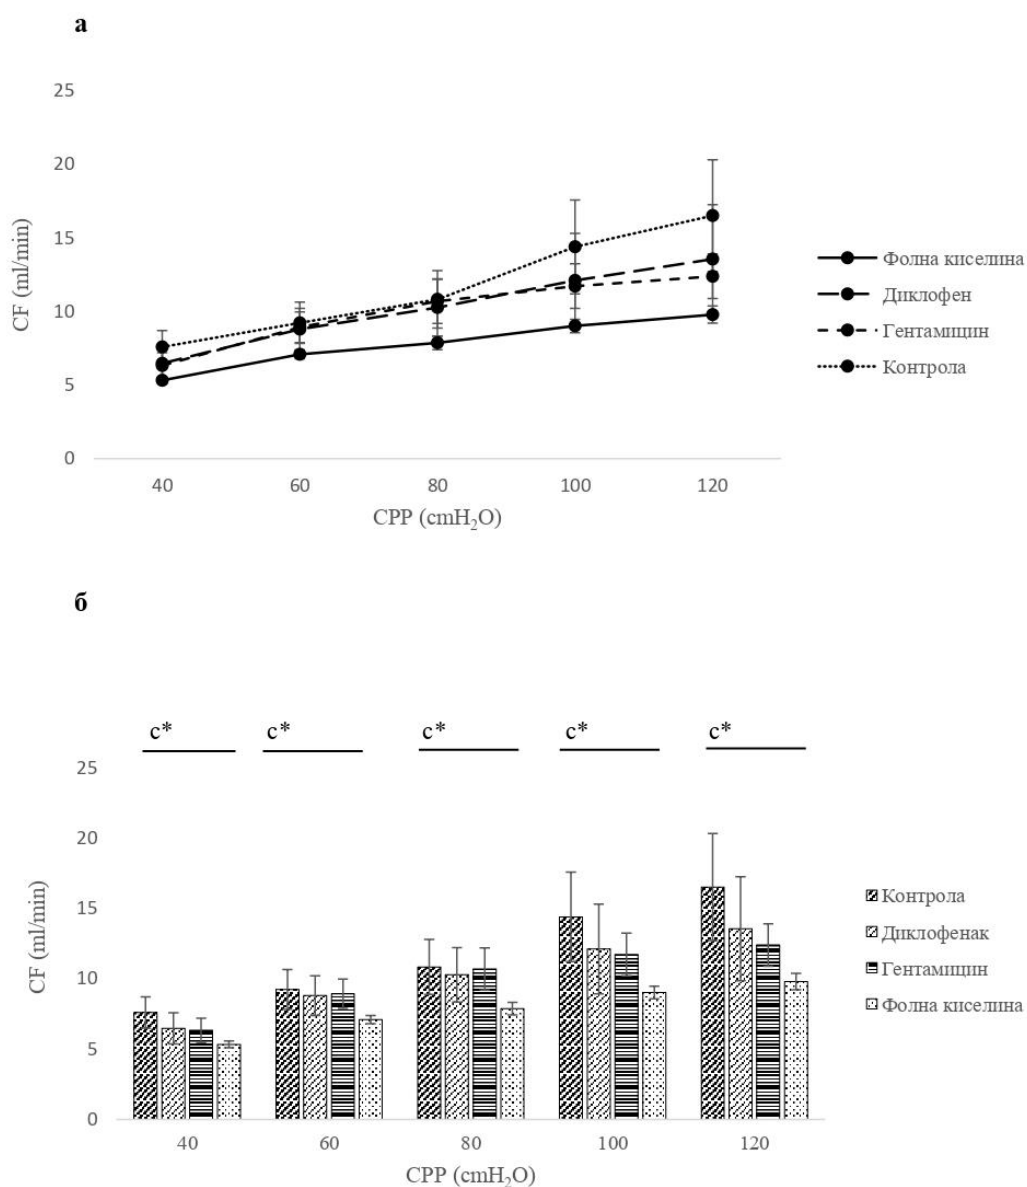 а
25
20
15
10
5
0
CF (ml/min)
40 60 80 100 120
CPP (cmH₂O)
Фолна киселина
Диклофен
Гентамицин
Контрола
б
c* c* c* c* c*
25
20
15
10
5
0
CF (ml/min)
40 60 80 100 120
CPP (cmH₂O)
Контрола
Диклофенак
Гентамицин
Фолна киселина